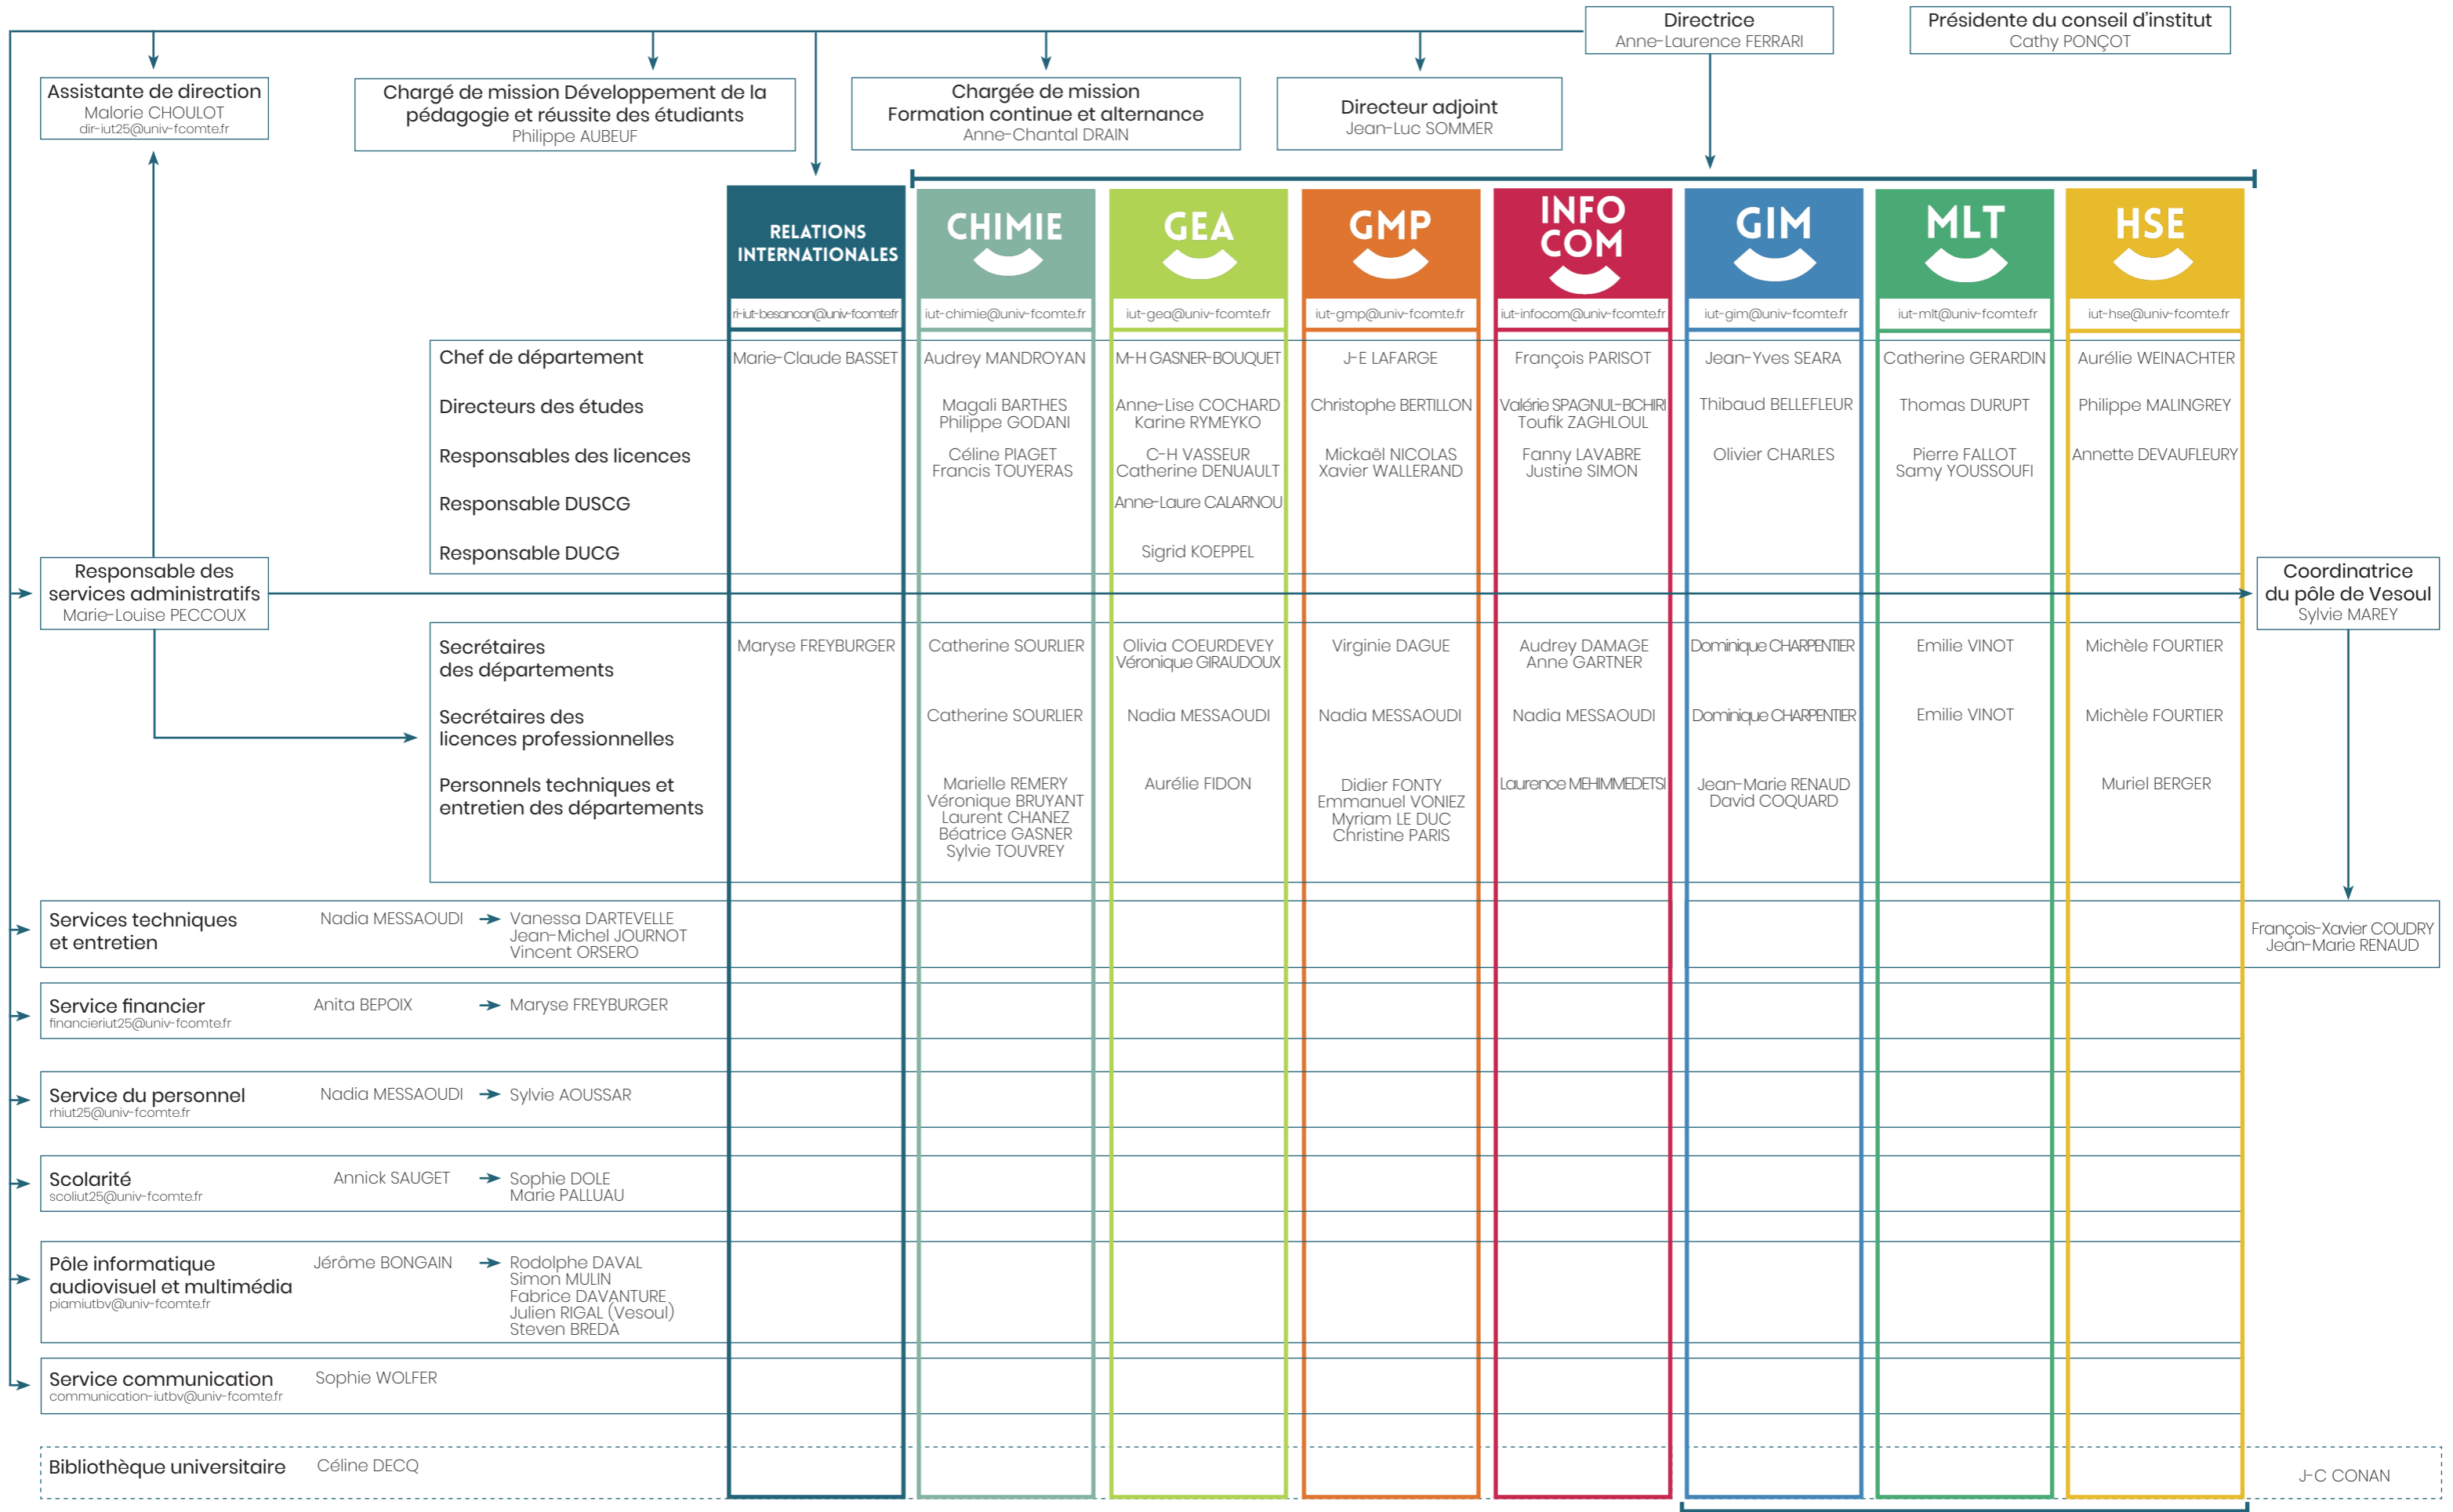 Directrice
Anne-Laurence FERRARI
Présidente du conseil d'institut
Cathy PONÇOT
Assistante de direction
Malorie CHOULOT
dir-iut25@univ-fcomte.fr
Chargé de mission Développement de la
pédagogie et réussite des étudiants
Philippe AUBEUF
Chargée de mission
Formation continue et alternance
Anne-Chantal DRAIN
Directeur adjoint
Jean-Luc SOMMER
RELATIONS
INTERNATIONALES
CHIMIE
GEA
GMP
INFO
COM
GIM
MLT
HSE
ri-iut-besancon@univ-fcomte.fr
iut-chimie@univ-fcomte.fr
iut-gea@univ-fcomte.fr
iut-gmp@univ-fcomte.fr
iut-infocom@univ-fcomte.fr
iut-gim@univ-fcomte.fr
iut-mlt@univ-fcomte.fr
iut-hse@univ-fcomte.fr
Chef de département
Marie-Claude BASSET
Audrey MANDROYAN
M-H GASNER-BOUQUET
J-E LAFARGE
François PARISOT
Jean-Yves SEARA
Catherine GERARDIN
Aurélie WEINACHTER
Directeurs des études
Magali BARTHES
Philippe GODANI
Anne-Lise COCHARD
Karine RYMEYKO
Christophe BERTILLON
Valérie SPAGNUL-BCHIRI
Toufik ZAGHLOUL
Thibaud BELLEFLEUR
Thomas DURUPT
Philippe MALINGREY
Responsables des licences
Céline PIAGET
Francis TOUYERAS
C-H VASSEUR
Catherine DENUAULT
Mickaël NICOLAS
Xavier WALLERAND
Fanny LAVABRE
Justine SIMON
Olivier CHARLES
Pierre FALLOT
Samy YOUSSOUFI
Annette DEVAUFLEURY
Responsable DUSCG
Anne-Laure CALARNOU
Responsable DUCG
Sigrid KOEPPEL
Responsable des
services administratifs
Marie-Louise PECCOUX
Coordinatrice
du pôle de Vesoul
Sylvie MAREY
Secrétaires
des départements
Maryse FREYBURGER
Catherine SOURLIER
Olivia COEURDEVEY
Véronique GIRAUDOUX
Virginie DAGUE
Audrey DAMAGE
Anne GARTNER
Dominique CHARPENTIER
Emilie VINOT
Michèle FOURTIER
Secrétaires des
licences professionnelles
Catherine SOURLIER
Nadia MESSAOUDI
Nadia MESSAOUDI
Nadia MESSAOUDI
Dominique CHARPENTIER
Emilie VINOT
Michèle FOURTIER
Personnels techniques et
entretien des départements
Marielle REMERY
Véronique BRUYANT
Laurent CHANEZ
Béatrice GASNER
Sylvie TOUVREY
Aurélie FIDON
Didier FONTY
Emmanuel VONIEZ
Myriam LE DUC
Christine PARIS
Laurence MEHIMMEDETSI
Jean-Marie RENAUD
David COQUARD
Muriel BERGER
Services techniques
et entretien
Nadia MESSAOUDI
Vanessa DARTEVELLE
Jean-Michel JOURNOT
Vincent ORSERO
François-Xavier COUDRY
Jean-Marie RENAUD
Service financier
financieriut25@univ-fcomte.fr
Anita BEPOIX
Maryse FREYBURGER
Service du personnel
rhiut25@univ-fcomte.fr
Nadia MESSAOUDI
Sylvie AOUSSAR
Scolarité
scoliut25@univ-fcomte.fr
Annick SAUGET
Sophie DOLE
Marie PALLUAU
Pôle informatique
audiovisuel et multimédia
piamiutbv@univ-fcomte.fr
Jérôme BONGAIN
Rodolphe DAVAL
Simon MULIN
Fabrice DAVANTURE
Julien RIGAL (Vesoul)
Steven BREDA
Service communication
communication-iutbv@univ-fcomte.fr
Sophie WOLFER
Bibliothèque universitaire
Céline DECQ
J-C CONAN